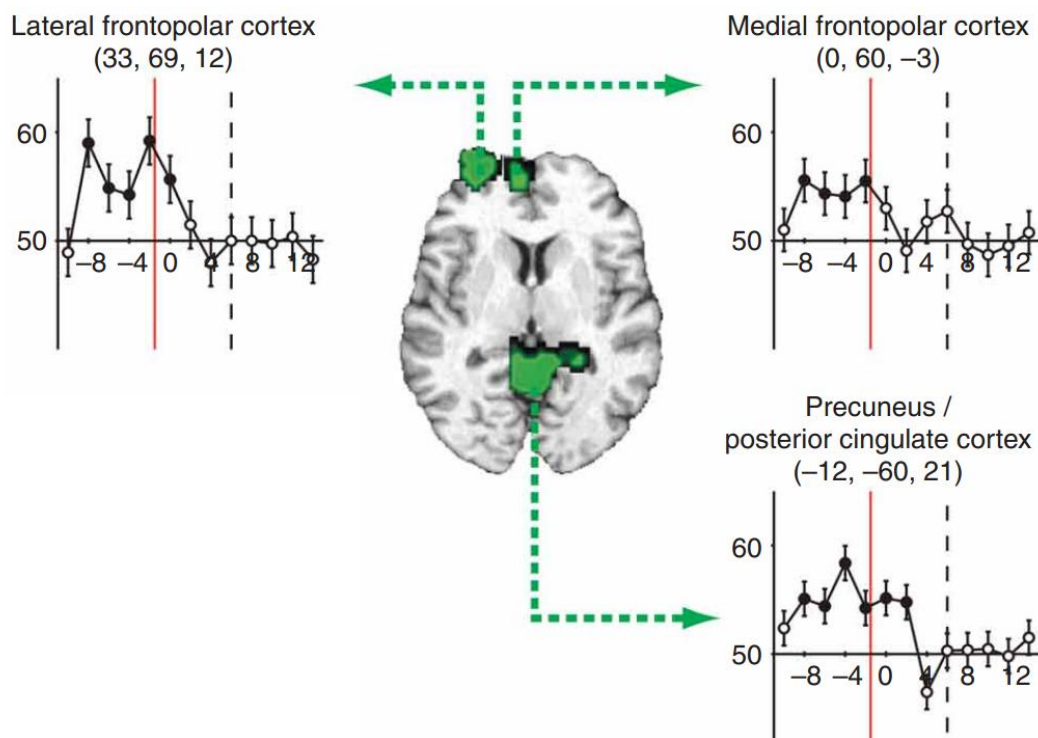 Lateral frontopolar cortex
(33, 69, 12)
60
50
–8 –4 0 4 8 12
Medial frontopolar cortex
(0, 60, –3)
60
50
–8 –4 0 4 8 12
Precuneus /
posterior cingulate cortex
(–12, –60, 21)
60
50
–8 –4 0 4 8 12